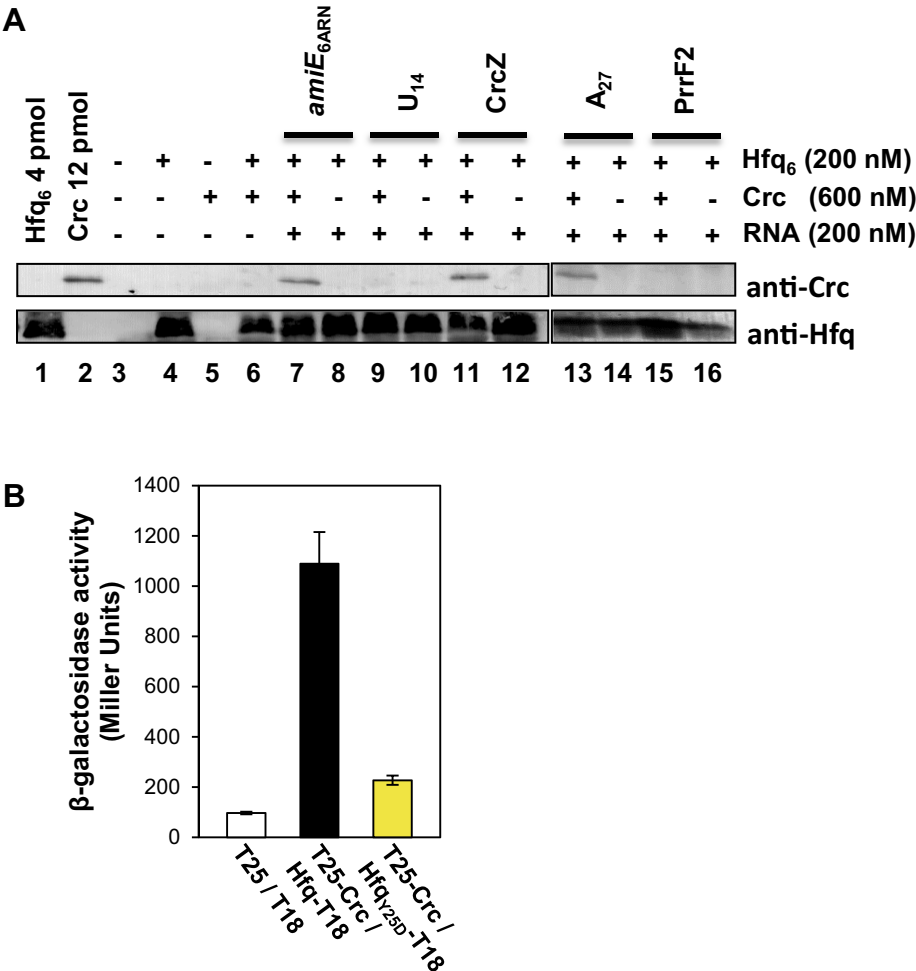 A
Hfq6 4 pmol
Crc 12 pmol
amiE6ARN
U14
CrcZ
A27
PrrF2
- + - + + + + + + + + + + + Hfq6 (200 nM)
- - + + + - + - + - + - + - Crc (600 nM)
- - - - + + + + + + + + + + RNA (200 nM)
anti-Crc
anti-Hfq
1 2 3 4 5 6 7 8 9 10 11 12 13 14 15 16
B
β-galactosidase activity
(Miller Units)
1400
1200
1000
800
600
400
200
0
T25 / T18
T25-Crc /
Hfq-T18
T25-Crc /
HfqY25D-T18